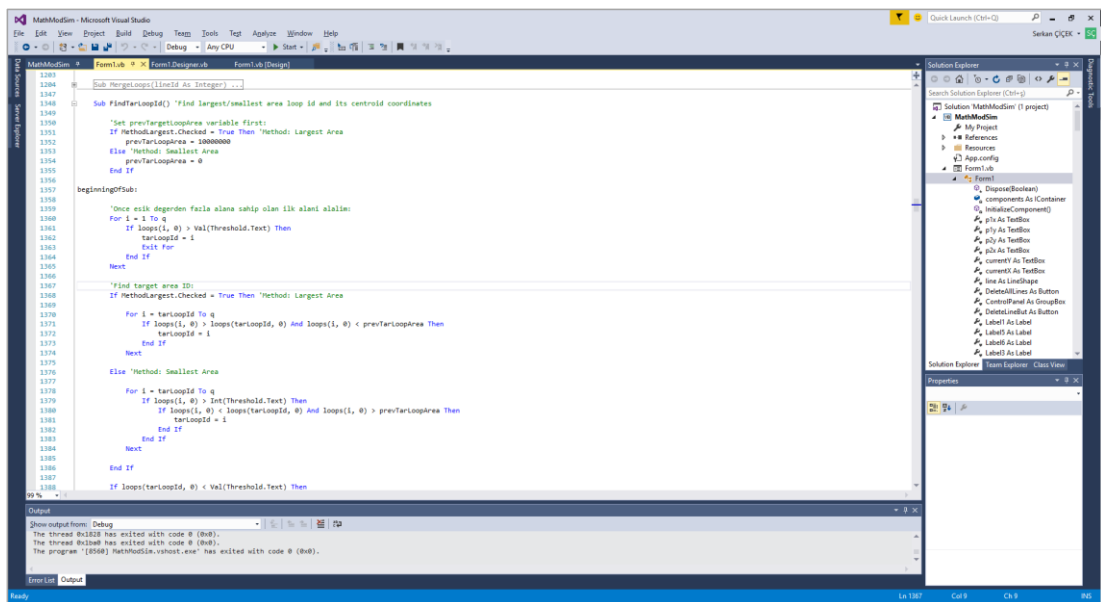 MathModSim - Microsoft Visual Studio
Quick Launch (Ctrl+Q)
File Edit View Project Build Debug Team Tools Test Analyze Window Help
Serkan ÇİÇEK
SÇ
Debug Any CPU Start
Data Sources
Server Explorer
MathModSim Form1.vb Form1.Designer.vb Form1.vb [Design]
1203
1204 Sub MergeLoops(lineId As Integer) ...
1347
1348 Sub FindTarLoopId() 'Find largest/smallest area loop id and its centroid coordinates
1349
1350 'Set prevTargetLoopArea variable first:
1351 If MethodLargest.Checked = True Then 'Method: Largest Area
1352 prevTarLoopArea = 10000000
1353 Else 'Method: Smallest Area
1354 prevTarLoopArea = 0
1355 End If
1356
1357 beginningOfSub:
1358
1359 'Once esik degerden fazla alana sahip olan ilk alani alalim:
1360 For i = 1 To q
1361 If loops(i, 0) > Val(Threshold.Text) Then
1362 tarLoopId = i
1363 Exit For
1364 End If
1365 Next
1366
1367 'Find target area ID:
1368 If MethodLargest.Checked = True Then 'Method: Largest Area
1369
1370 For i = tarLoopId To q
1371 If loops(i, 0) > loops(tarLoopId, 0) And loops(i, 0) < prevTarLoopArea Then
1372 tarLoopId = i
1373 End If
1374 Next
1375
1376 Else 'Method: Smallest Area
1377
1378 For i = tarLoopId To q
1379 If loops(i, 0) > Int(Threshold.Text) Then
1380 If loops(i, 0) < loops(tarLoopId, 0) And loops(i, 0) > prevTarLoopArea Then
1381 tarLoopId = i
1382 End If
1383 End If
1384 Next
1385
1386 End If
1387
1388 If loops(tarLoopId, 0) < Val(Threshold.Text) Then
99 %
Output
Show output from: Debug
The thread 0x1828 has exited with code 0 (0x0).
The thread 0x1ba0 has exited with code 0 (0x0).
The program '[8560] MathModSim.vshost.exe' has exited with code 0 (0x0).
Error List Output
Solution Explorer
Search Solution Explorer (Ctrl+ş)
Solution 'MathModSim' (1 project)
MathModSim
My Project
References
Resources
App.config
Form1.vb
Form1
Dispose(Boolean)
components As IContainer
InitializeComponent()
p1x As TextBox
p1y As TextBox
p2y As TextBox
p2x As TextBox
currentY As TextBox
currentX As TextBox
line As LineShape
DeleteAllLines As Button
ControlPanel As GroupBox
DeleteLineBut As Button
Label1 As Label
Label5 As Label
Label6 As Label
Label3 As Label
Solution Explorer Team Explorer Class View
Properties
Diagnostic Tools
Ready Ln 1367 Col 9 Ch 9 INS